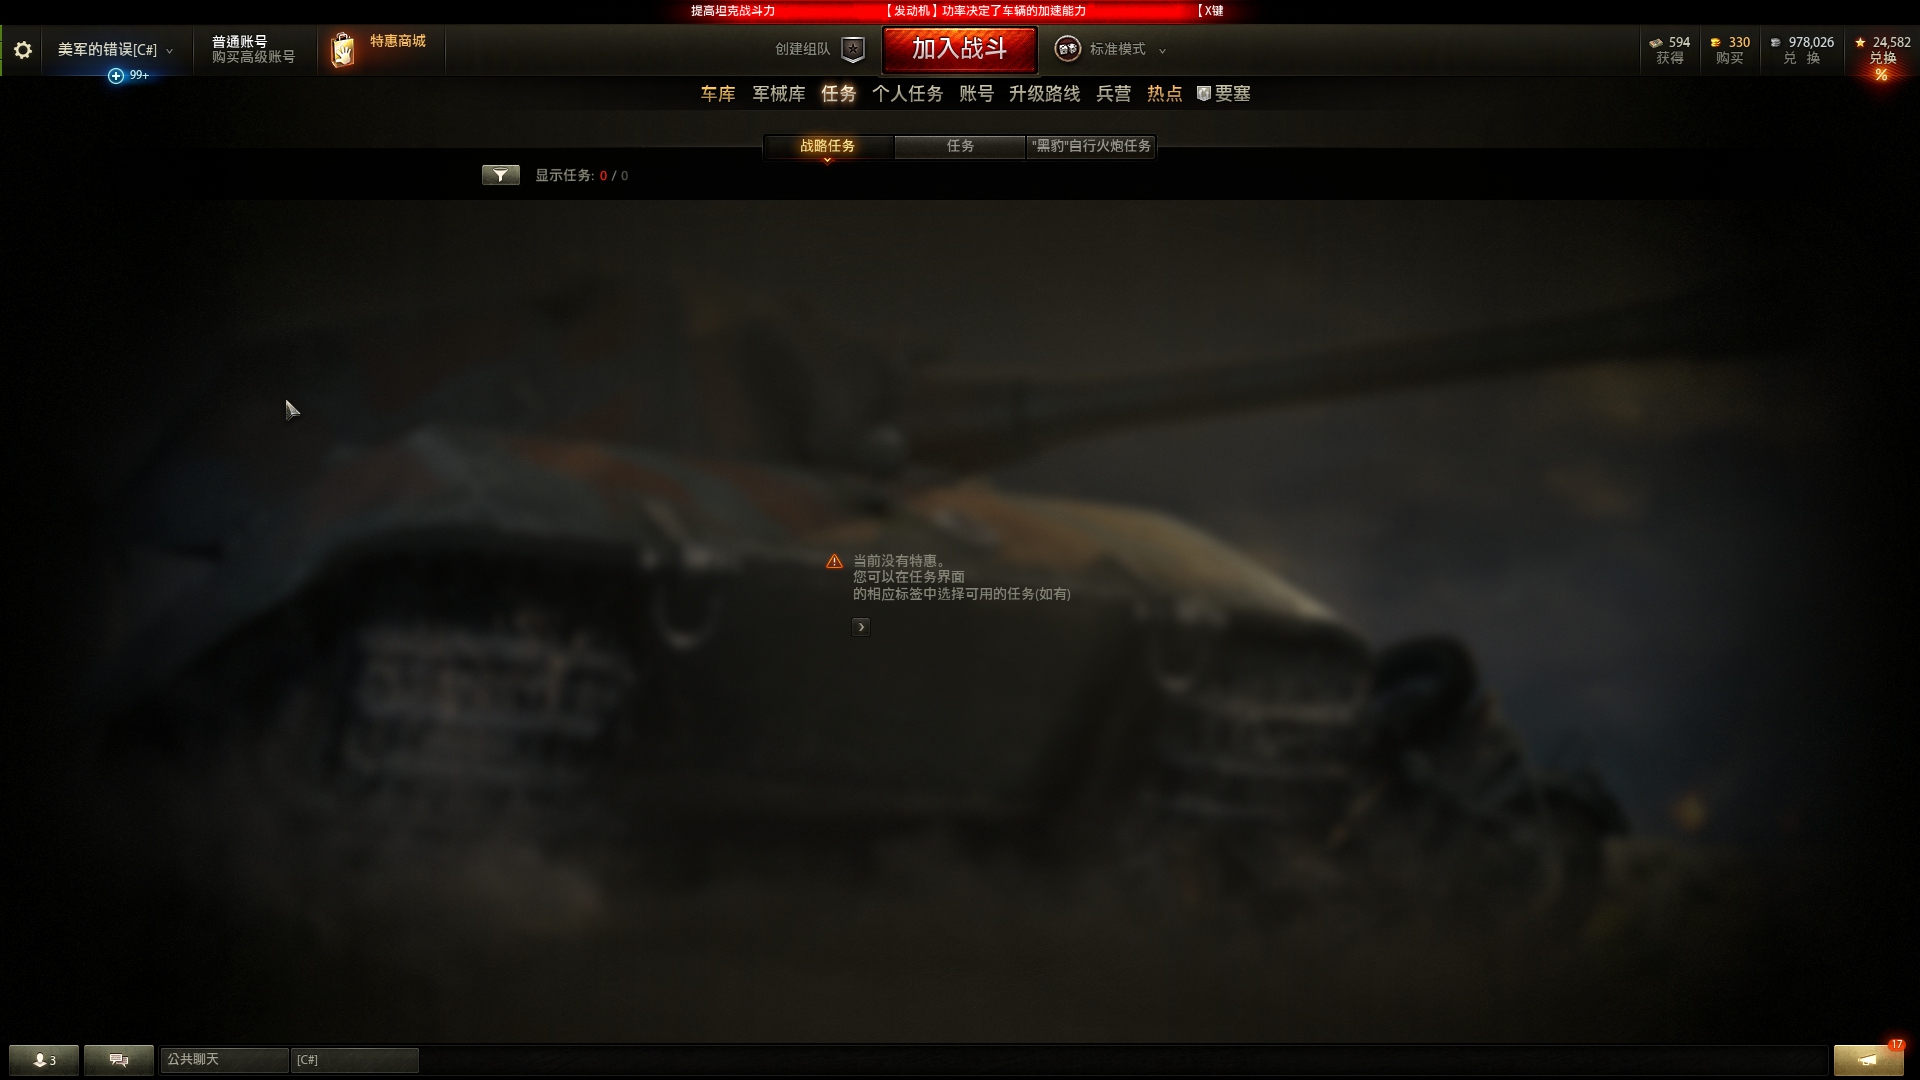 提高坦克战斗力 【发动机】功率决定了车辆的加速能力 【X键
美军的错误[C#]
99+
普通账号
购买高级账号
特惠商城
创建组队
加入战斗
标准模式
594
获得
330
购买
978,026
兑 换
24,582
兑换
%
车库 军械库 任务 个人任务 账号 升级路线 兵营 热点 要塞
战略任务 任务 "黑豹"自行火炮任务
显示任务: 0 / 0
当前没有特惠。
您可以在任务界面
的相应标签中选择可用的任务(如有)
3
公共聊天
[C#]
17